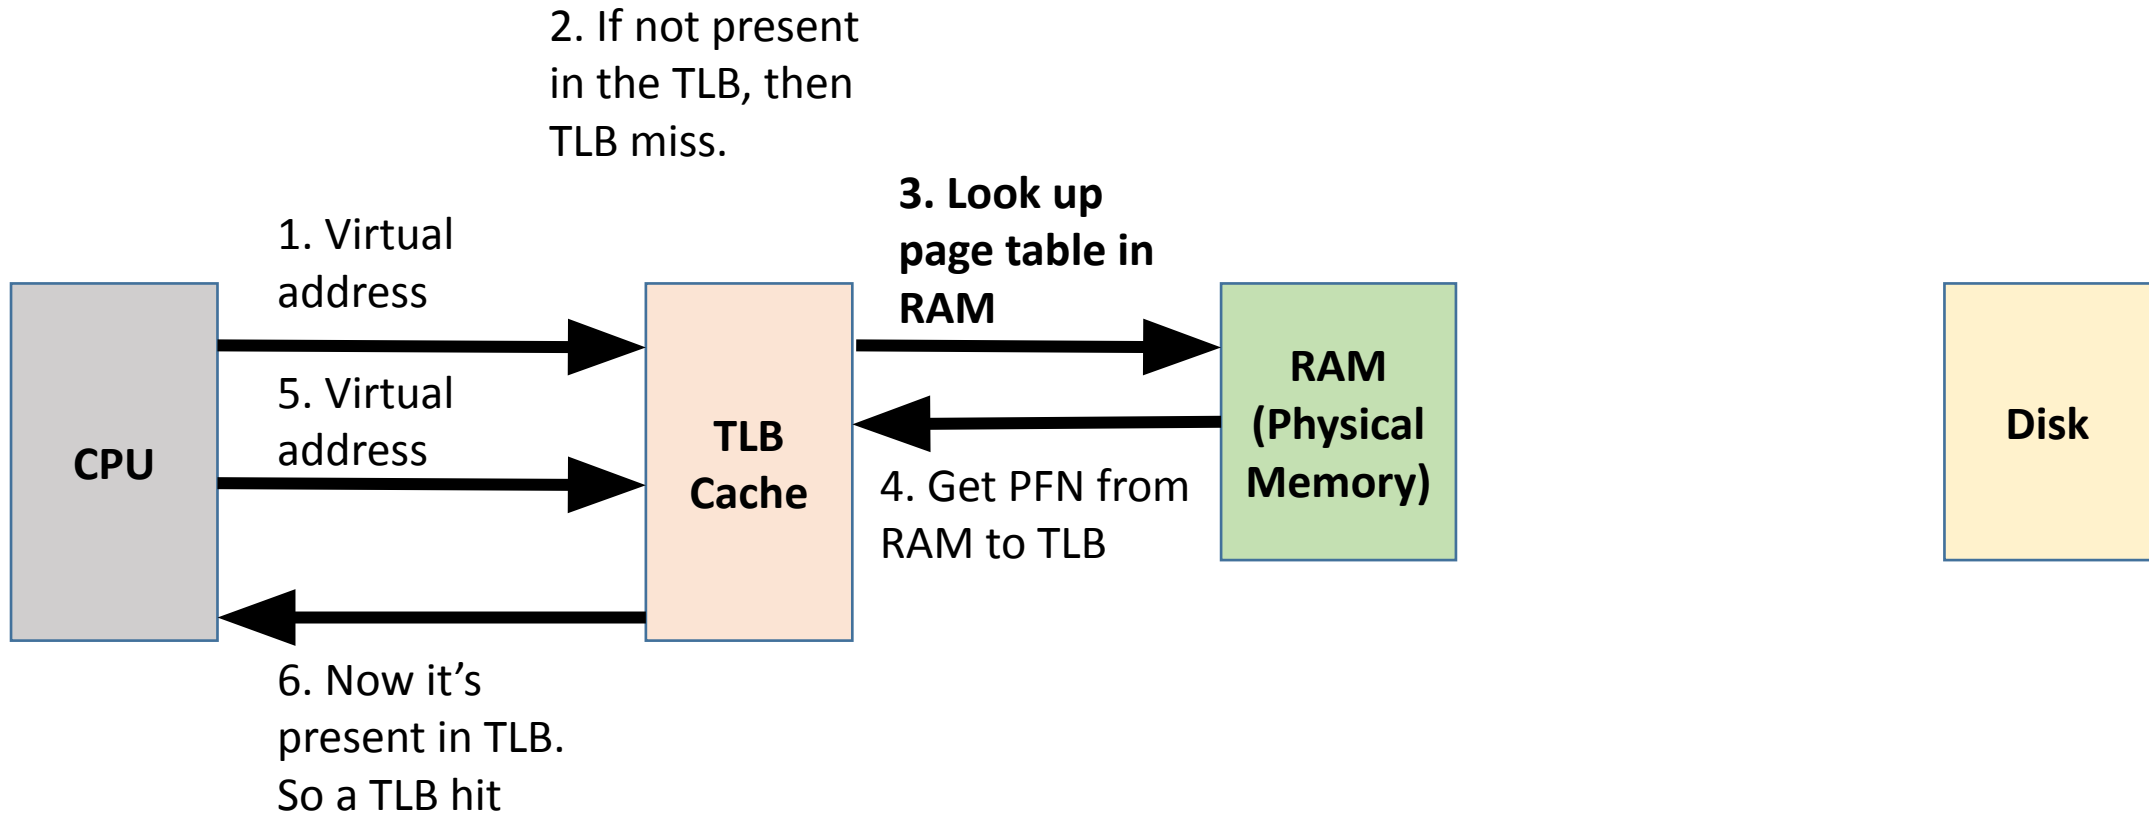 2. If not present
in the TLB, then
TLB miss.
3. Look up
page table in
RAM
1. Virtual
address
5. Virtual
address
CPU
TLB
Cache
RAM
(Physical
Memory)
Disk
4. Get PFN from
RAM to TLB
6. Now it’s
present in TLB.
So a TLB hit